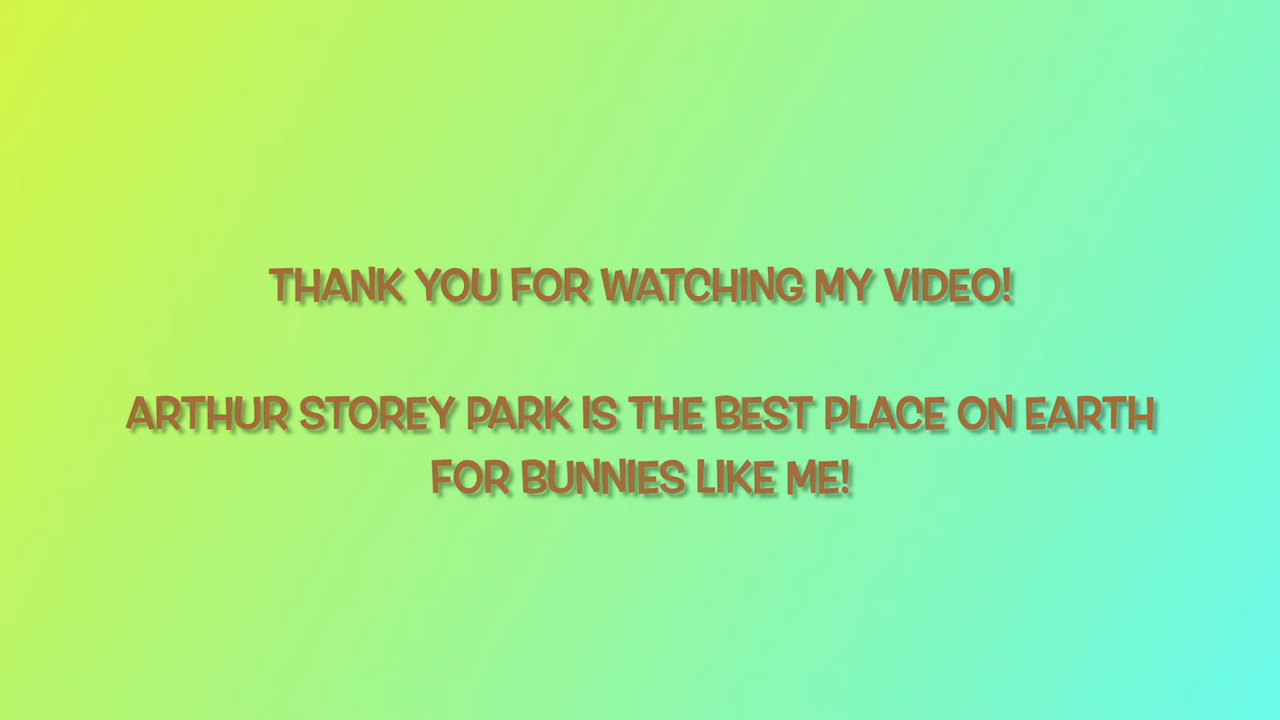 THANK YOU FOR WATCHING MY VIDEO!
ARTHUR STOREY PARK IS THE BEST PLACE ON EARTH
FOR BUNNIES LIKE ME!